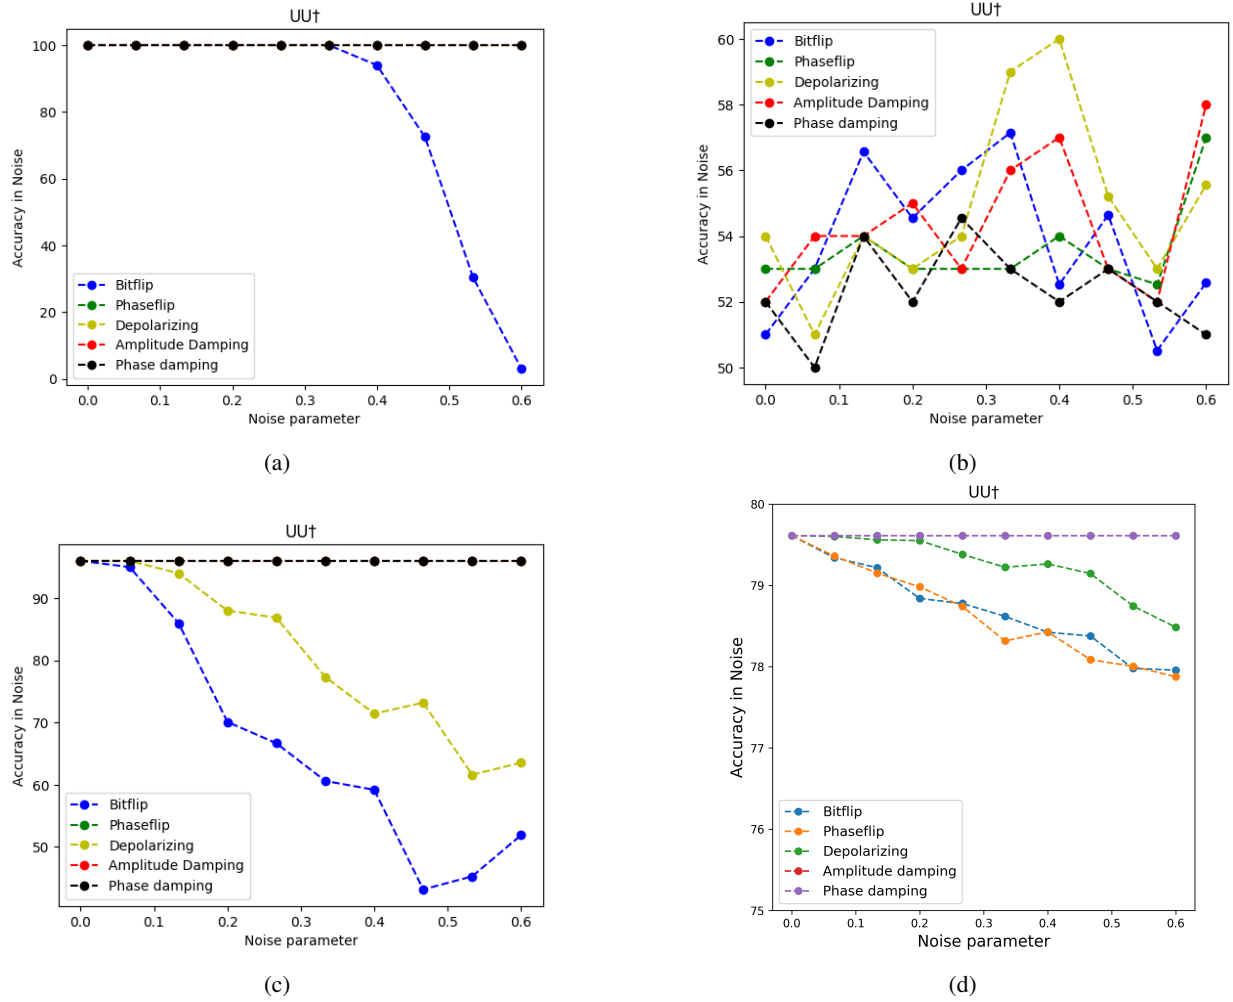 UU†
Accuracy in Noise
100
80
60
40
20
0
Bitflip
Phaseflip
Depolarizing
Amplitude Damping
Phase damping
0.0 0.1 0.2 0.3 0.4 0.5 0.6
Noise parameter
(a)
UU†
Accuracy in Noise
60
58
56
54
52
50
Bitflip
Phaseflip
Depolarizing
Amplitude Damping
Phase damping
0.0 0.1 0.2 0.3 0.4 0.5 0.6
Noise parameter
(b)
UU†
Accuracy in Noise
90
80
70
60
50
Bitflip
Phaseflip
Depolarizing
Amplitude Damping
Phase damping
0.0 0.1 0.2 0.3 0.4 0.5 0.6
Noise parameter
(c)
UU†
Accuracy in Noise
80
79
78
77
76
75
Bitflip
Phaseflip
Depolarizing
Amplitude damping
Phase damping
0.0 0.1 0.2 0.3 0.4 0.5 0.6
Noise parameter
(d)